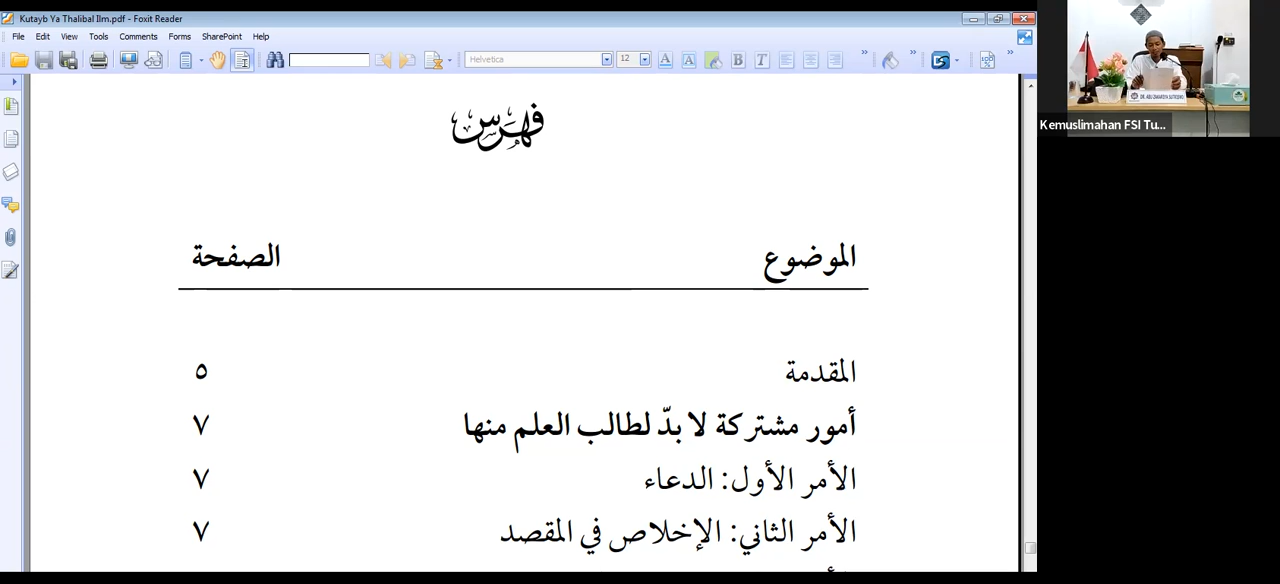 Kutayb Ya Thalibal Ilm.pdf - Foxit Reader
File Edit View Tools Comments Forms SharePoint Help
Helvetica 12
فهرس
الموضوع الصفحة
المقدمة ٥
أمور مشتركة لا بدّ لطالب العلم منها ٧
الأمر الأول: الدعاء ٧
الأمر الثاني: الإخلاص في المقصد ٧
Kemuslimahan FSI Tu...